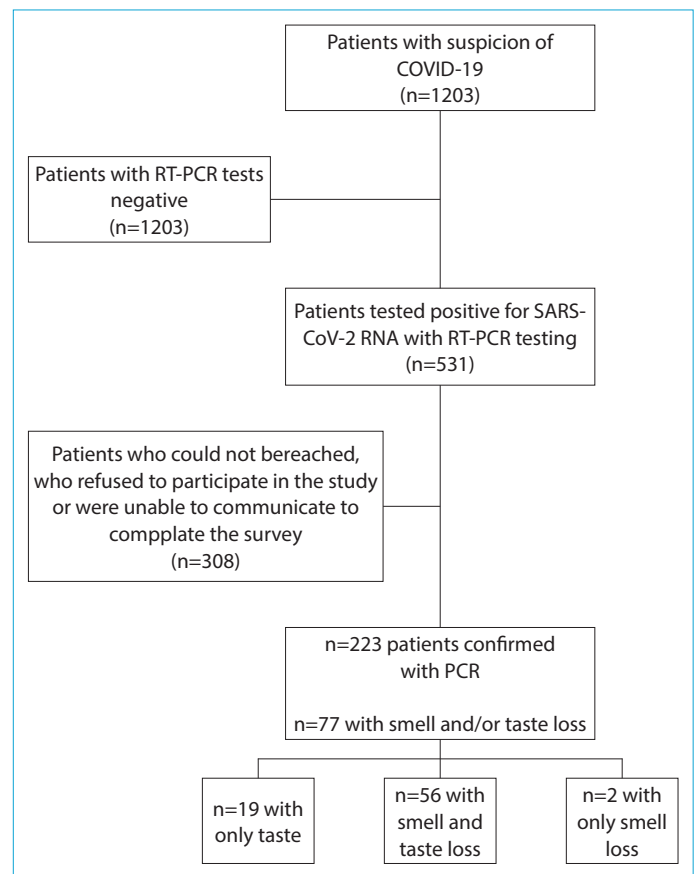 Patients with suspicion of
COVID-19
(n=1203)
Patients with RT-PCR tests
negative
(n=1203)
Patients tested positive for SARS-
CoV-2 RNA with RT-PCR testing
(n=531)
Patients who could not bereached,
who refused to participate in the study
or were unable to communicate to
compplate the survey
(n=308)
n=223 patients confirmed
with PCR
n=77 with smell and/or taste loss
n=19 with
only taste
n=56 with
smell and
taste loss
n=2 with
only smell
loss